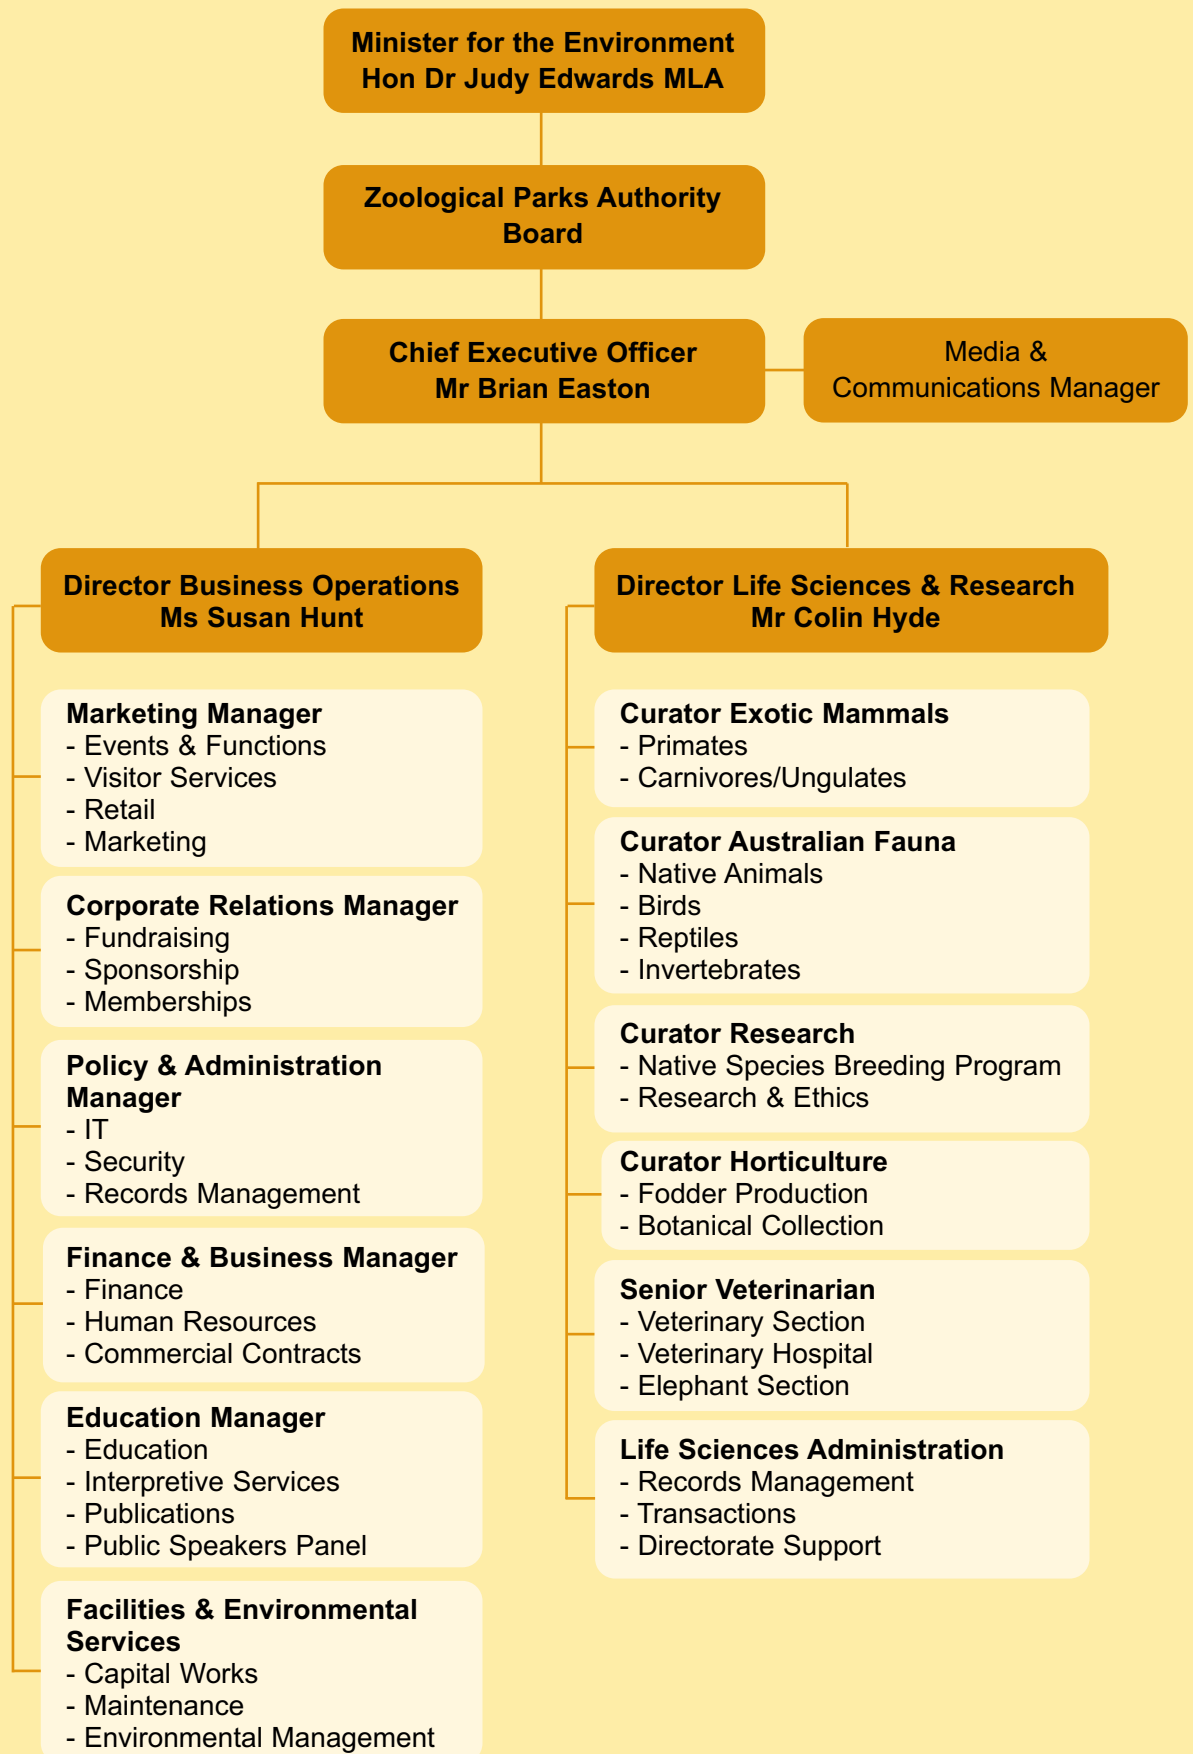 Minister for the Environment
Hon Dr Judy Edwards MLA
Zoological Parks Authority
Board
Chief Executive Officer
Mr Brian Easton
Media &
Communications Manager
Director Business Operations
Ms Susan Hunt
Marketing Manager
- Events & Functions
- Visitor Services
- Retail
- Marketing
Corporate Relations Manager
- Fundraising
- Sponsorship
- Memberships
Policy & Administration
Manager
- IT
- Security
- Records Management
Finance & Business Manager
- Finance
- Human Resources
- Commercial Contracts
Education Manager
- Education
- Interpretive Services
- Publications
- Public Speakers Panel
Facilities & Environmental
Services
- Capital Works
- Maintenance
- Environmental Management
Director Life Sciences & Research
Mr Colin Hyde
Curator Exotic Mammals
- Primates
- Carnivores/Ungulates
Curator Australian Fauna
- Native Animals
- Birds
- Reptiles
- Invertebrates
Curator Research
- Native Species Breeding Program
- Research & Ethics
Curator Horticulture
- Fodder Production
- Botanical Collection
Senior Veterinarian
- Veterinary Section
- Veterinary Hospital
- Elephant Section
Life Sciences Administration
- Records Management
- Transactions
- Directorate Support